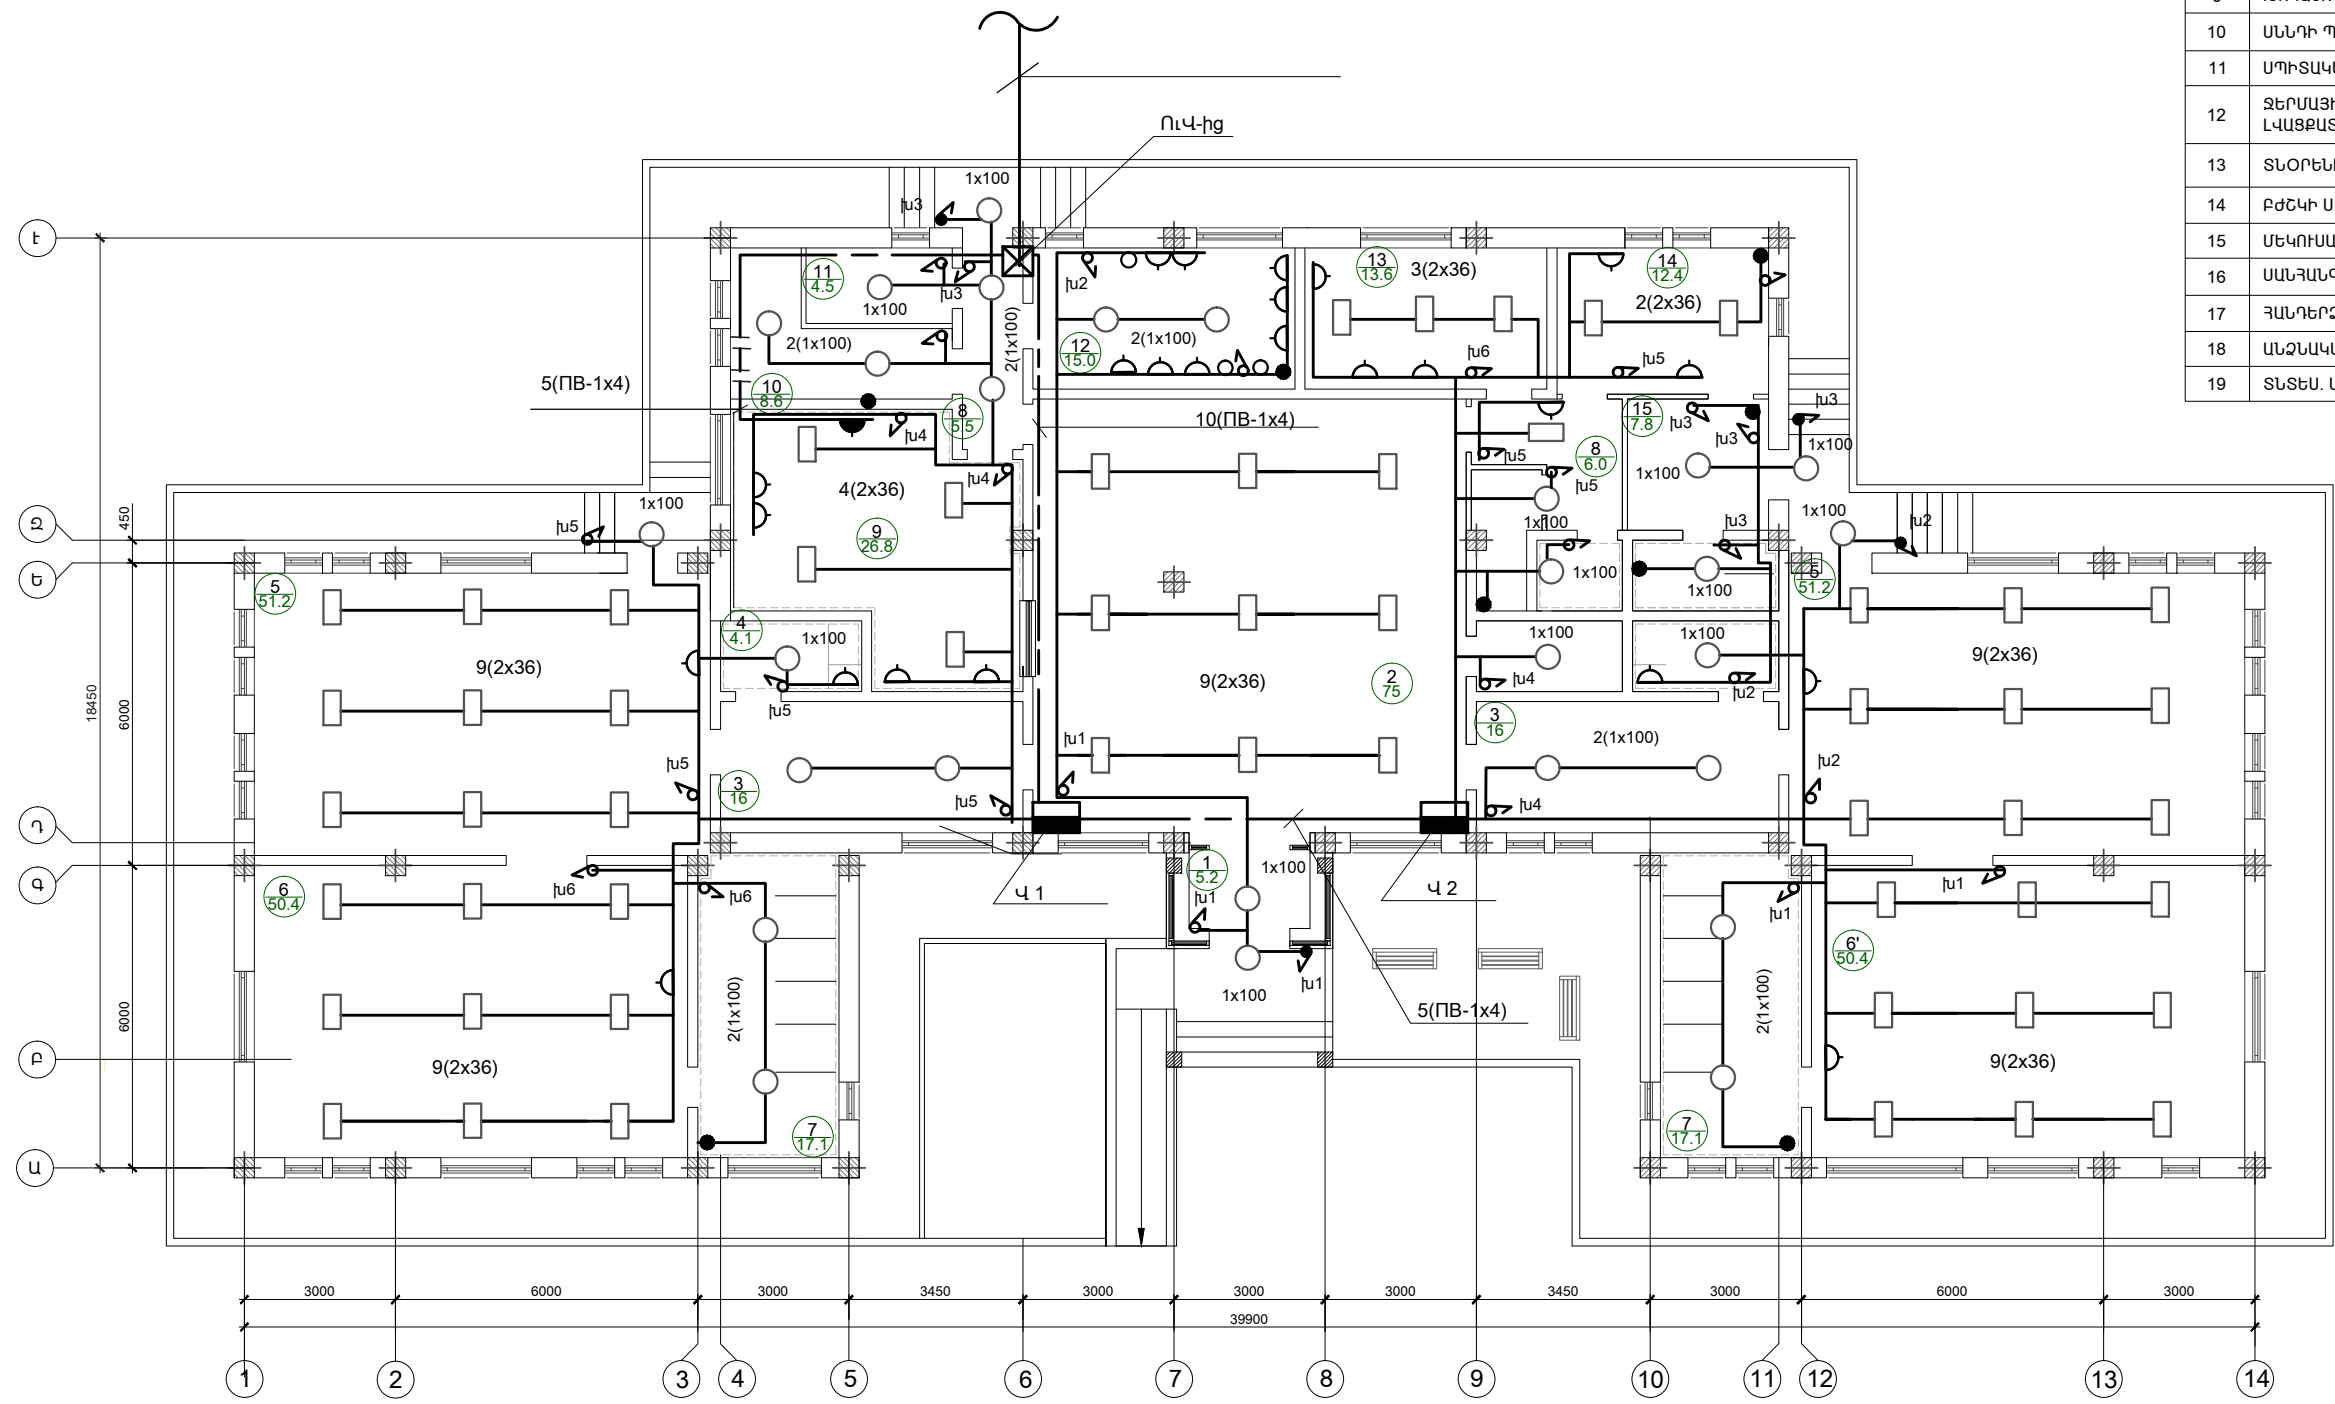 10 ՍՆՆԴԻ
11
12
13
14 ԲԺՇԿԻ
15
16
17
18
19 ՏՆՏԵՍ.
ՈւՎ-ից
1x100
խ3
Է
11
4.5
խ3
1x100
2(1x100)
2(1x100)
10
8.6
5(ПВ-1x4)
8
5.5
խ4
խ4
4(2x36)
9
26.8
խ2
2(1x100)
12
15.0
10(ПВ-1x4)
13
13.6
3(2x36)
խ6
14
12.4
2(2x36)
խ5
15
7.8
խ3
խ3
խ3
1x100
1x100
8
6.0
խ5
խ5
1x100
1x100
խ3
1x100
1x100
խ4
1x100
խ2
Զ
Ե
450
1x100
խ5
5
51.2
9(2x36)
խ5
4
4.1
1x100
խ5
3
16
խ5
9(2x36)
2
75
խ1
3
16
2(1x100)
խ4
1x100
խ2
5
51.2
9(2x36)
խ2
18450
6000
6000
Դ
Գ
Բ
Ա
6
50.4
խ6
9(2x36)
խ6
2(1x100)
7
17.1
Վ 1
1
5.2
1x100
խ1
խ1
1x100
Վ 2
5(ПВ-1x4)
խ1
2(1x100)
7
17.1
խ1
6'
50.4
9(2x36)
3000 6000 3000 3450 3000 3000 3000 3450 3000 6000 3000
39900
1 2 3 4 5 6 7 8 9 10 11 12 13 14